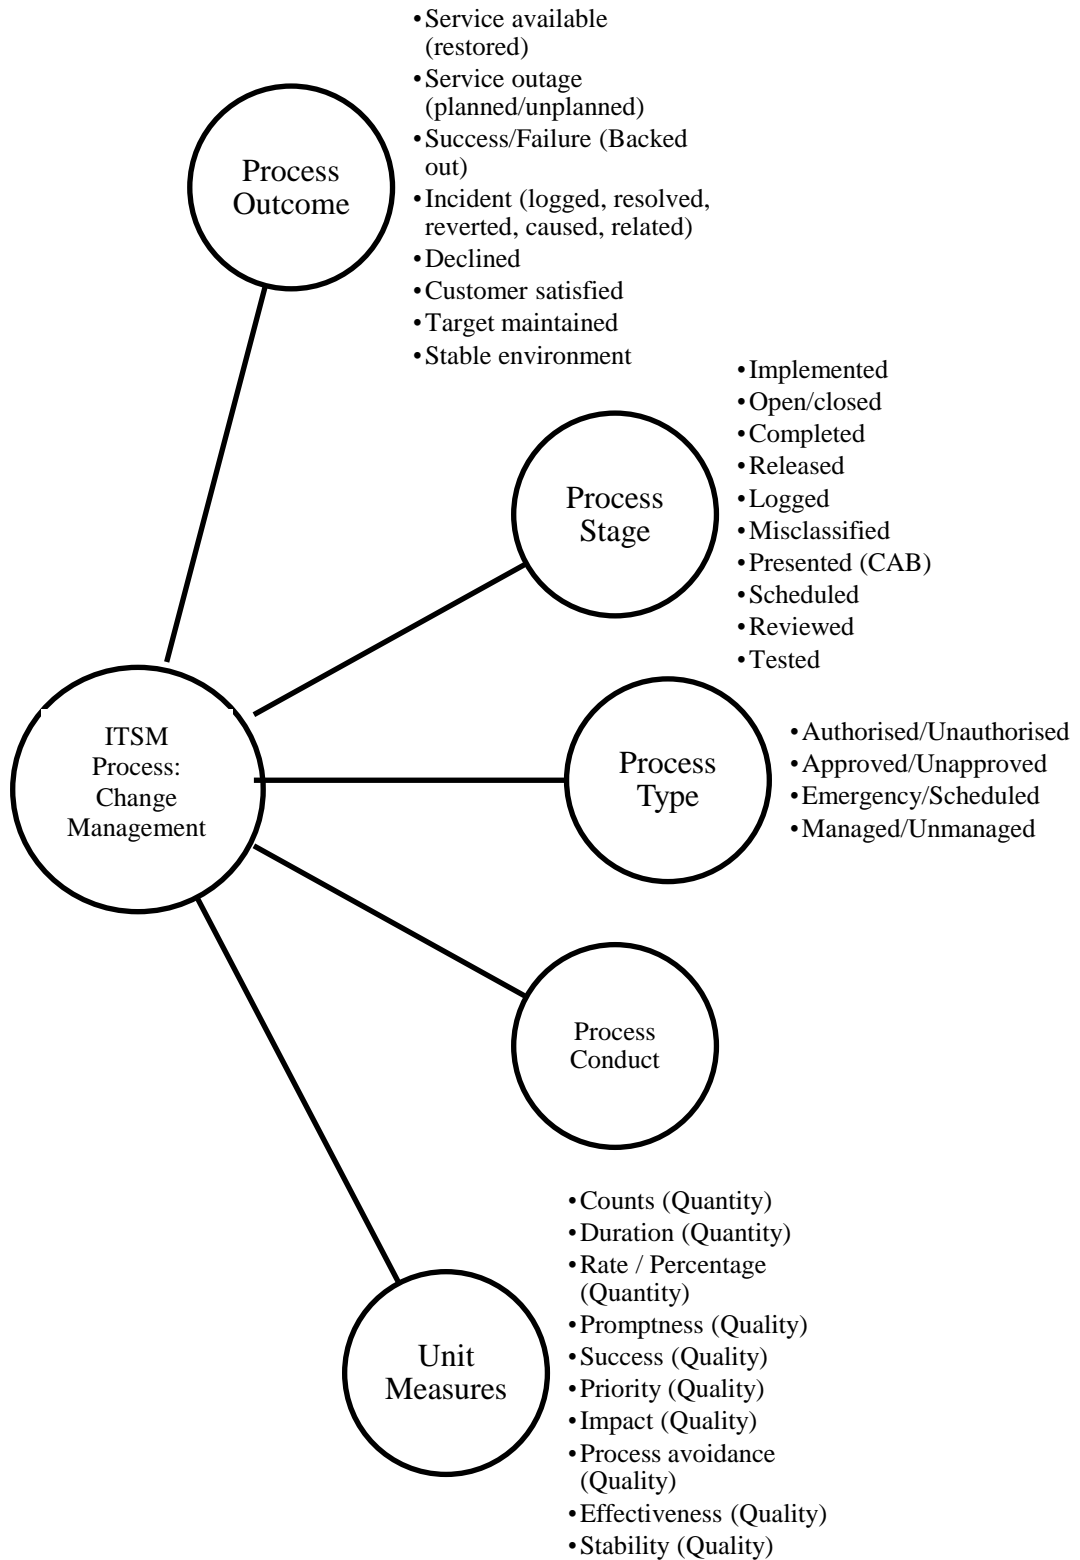 •Service available
(restored)
•Service outage
(planned/unplanned)
•Success/Failure (Backed
out)
•Incident (logged, resolved,
reverted, caused, related)
•Declined
•Customer satisfied
•Target maintained
•Stable environment
Process
Outcome
•Implemented
•Open/closed
•Completed
•Released
•Logged
•Misclassified
•Presented (CAB)
•Scheduled
•Reviewed
•Tested
Process
Stage
ITSM
Process:
Change
Management
Process
Type
•Authorised/Unauthorised
•Approved/Unapproved
•Emergency/Scheduled
•Managed/Unmanaged
Process
Conduct
•Counts (Quantity)
•Duration (Quantity)
•Rate / Percentage
(Quantity)
•Promptness (Quality)
•Success (Quality)
•Priority (Quality)
•Impact (Quality)
•Process avoidance
(Quality)
•Effectiveness (Quality)
•Stability (Quality)
Unit
Measures